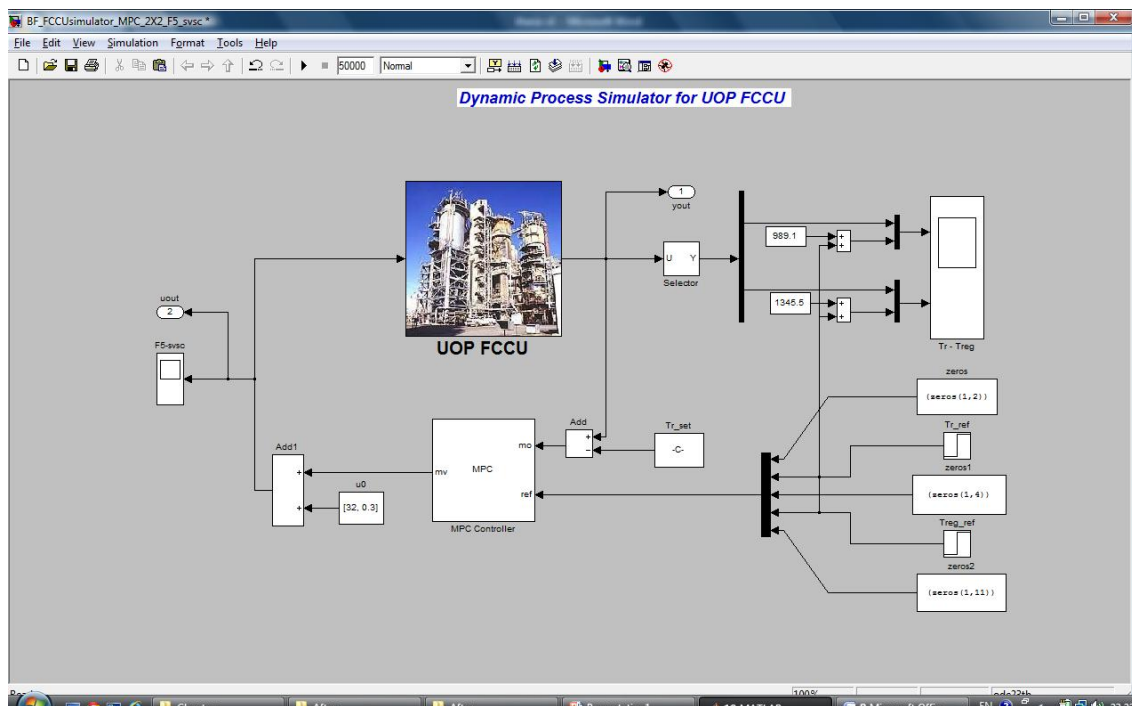 BF_FCCUsimulator_MPC_2X2_F5_svsc *
File Edit View Simulation Format Tools Help
50000 Normal
Dynamic Process Simulator for UOP FCCU
1
yout
989.1
+
+
U Y
Selector
uout
2
1345.5
+
+
UOP FCCU
Tr - Treg
F5-svsc
zeros
(zeros(1,2))
Add
Tr_set
Tr_ref
+
−
-C-
mo
Add1
MPC
zeros1
mv
+
u0
(zeros(1,4))
ref
[32, 0.3]
+
MPC Controller
Treg_ref
zeros2
(zeros(1,11))
100%
EN